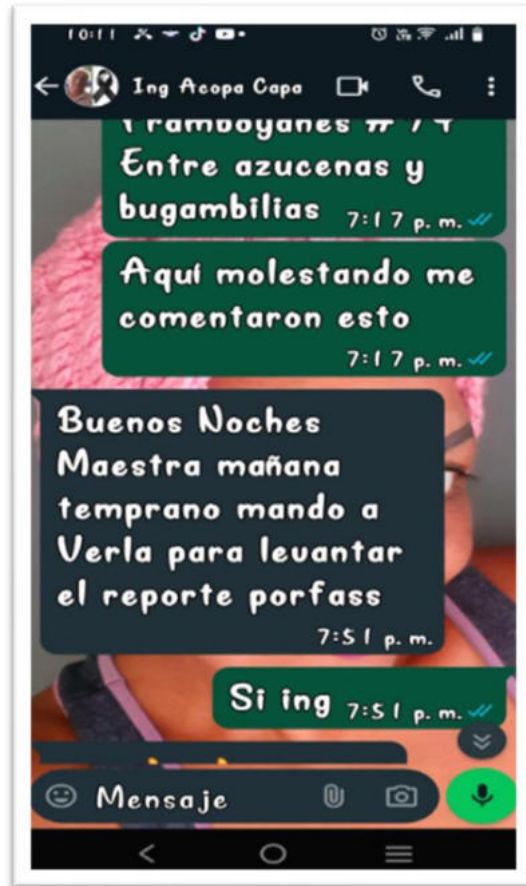 10:11
Ing Acopa Capa
Entre azucenas y
bugambilias 7:17 p. m.
Aquí molestando me
comentaron esto
7:17 p. m.
Buenos Noches
Maestra mañana
temprano mando a
Verla para levantar
el reporte porfass
7:51 p. m.
Si ing 7:51 p. m.
Mensaje